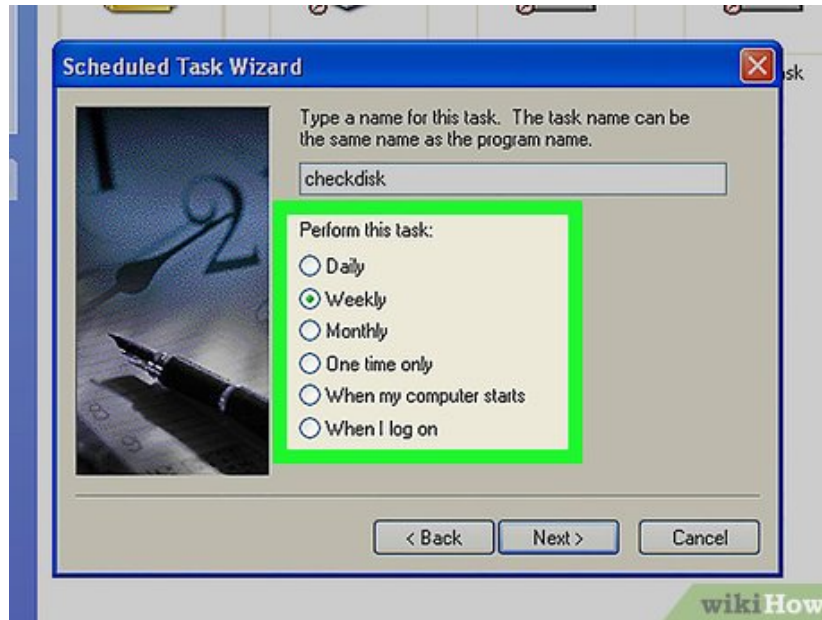 Scheduled Task Wizard
sk
Type a name for this task. The task name can be
the same name as the program name.
checkdisk
Perform this task:
Daily
Weekly
Monthly
One time only
When my computer starts
When I log on
< Back
Next >
Cancel
wikiHow